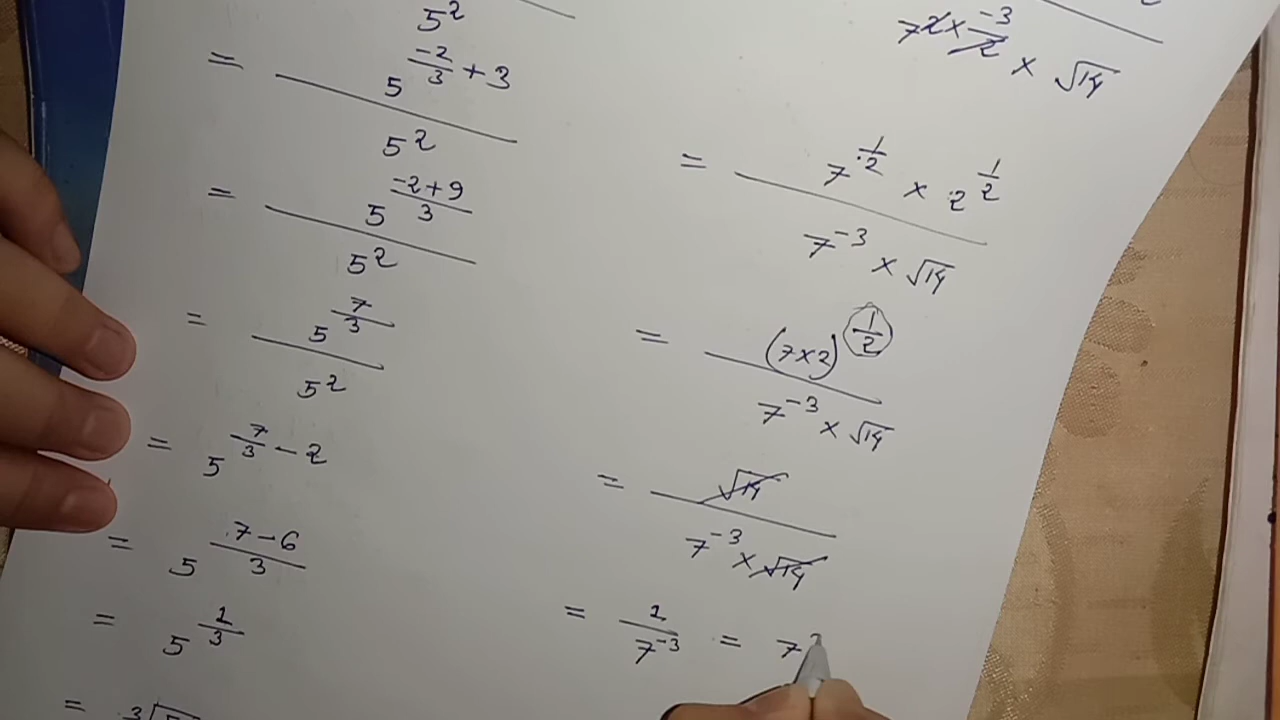 5^2
= 5^(-2/3 + 3) / 5^2
= 5^((-2+9)/3) / 5^2
= 5^(7/3) / 5^2
= 5^(7/3 - 2)
= 5^((7-6)/3)
= 5^(1/3)
= ∛5
7^(2 × -3/2) × √14
= (7^(1/2) × 2^(1/2)) / (7^-3 × √14)
= (7×2)^(1/2) / (7^-3 × √14)
= √14 / (7^-3 × √14)
= 1 / 7^-3 = 7